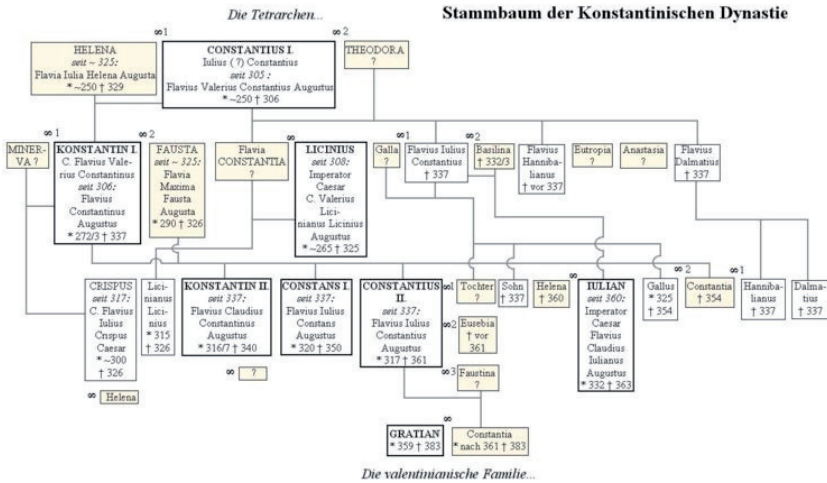 Die Tetrarchen...
Stammbaum der Konstantinischen Dynastie
HELENA
seit ~ 325:
Flavia Iulia Helena Augusta
* ~250 † 329
∞ 1
CONSTANTIUS I.
Iulius (?) Constantius
seit 305 :
Flavius Valerius Constantius Augustus
* ~250 † 306
∞ 2
THEODORA
?
MINER-
VA ?
∞ 1
KONSTANTIN I.
C. Flavius Vale-
rius Constantinus
seit 306:
Flavius
Constantinus
Augustus
* 272/3 † 337
∞ 2
FAUSTA
seit ~ 325:
Flavia
Maxima
Fausta
Augusta
* 290 † 326
Flavia
CONSTANTIA
?
∞
LICINIUS
seit 308:
Imperator
Caesar
C. Valerius
Lici-
nianus Licinius
Augustus
* ~265 † 325
Galla
?
∞ 1
Flavius Iulius
Constantius
† 337
∞ 2
Basilina
† 332/3
Flavius
Hanniba-
lianus
† vor 337
Eutropia
?
Anastasia
?
Flavius
Dalmatius
† 337
CRISPUS
seit 317:
C. Flavius
Iulius
Crispus
Caesar
* ~300
† 326
∞ Helena
Lici-
nianus
Lici-
nius
* 315
† 326
KONSTANTIN II.
seit 337:
Flavius Claudius
Constantinus
Augustus
* 316/7 † 340
∞ ?
CONSTANS I.
seit 337:
Flavius Iulius
Constans
Augustus
* 320 † 350
CONSTANTIUS
II.
seit 337:
Flavius Iulius
Constantius
Augustus
* 317 † 361
∞ 1
Tochter
?
∞ 2
Eusebia
† vor
361
∞ 3
Faustina
?
Sohn
† 337
Helena
† 360
∞
IULIAN
seit 360:
Imperator
Caesar
Flavius
Claudius
Iulianus
Augustus
* 332 † 363
Gallus
* 325
† 354
∞ 2
Constantia
† 354
∞ 1
Hanniba-
lianus
† 337
Dalma-
tius
† 337
GRATIAN
* 359 † 383
∞
Constantia
* nach 361 † 383
Die valentinianische Familie...